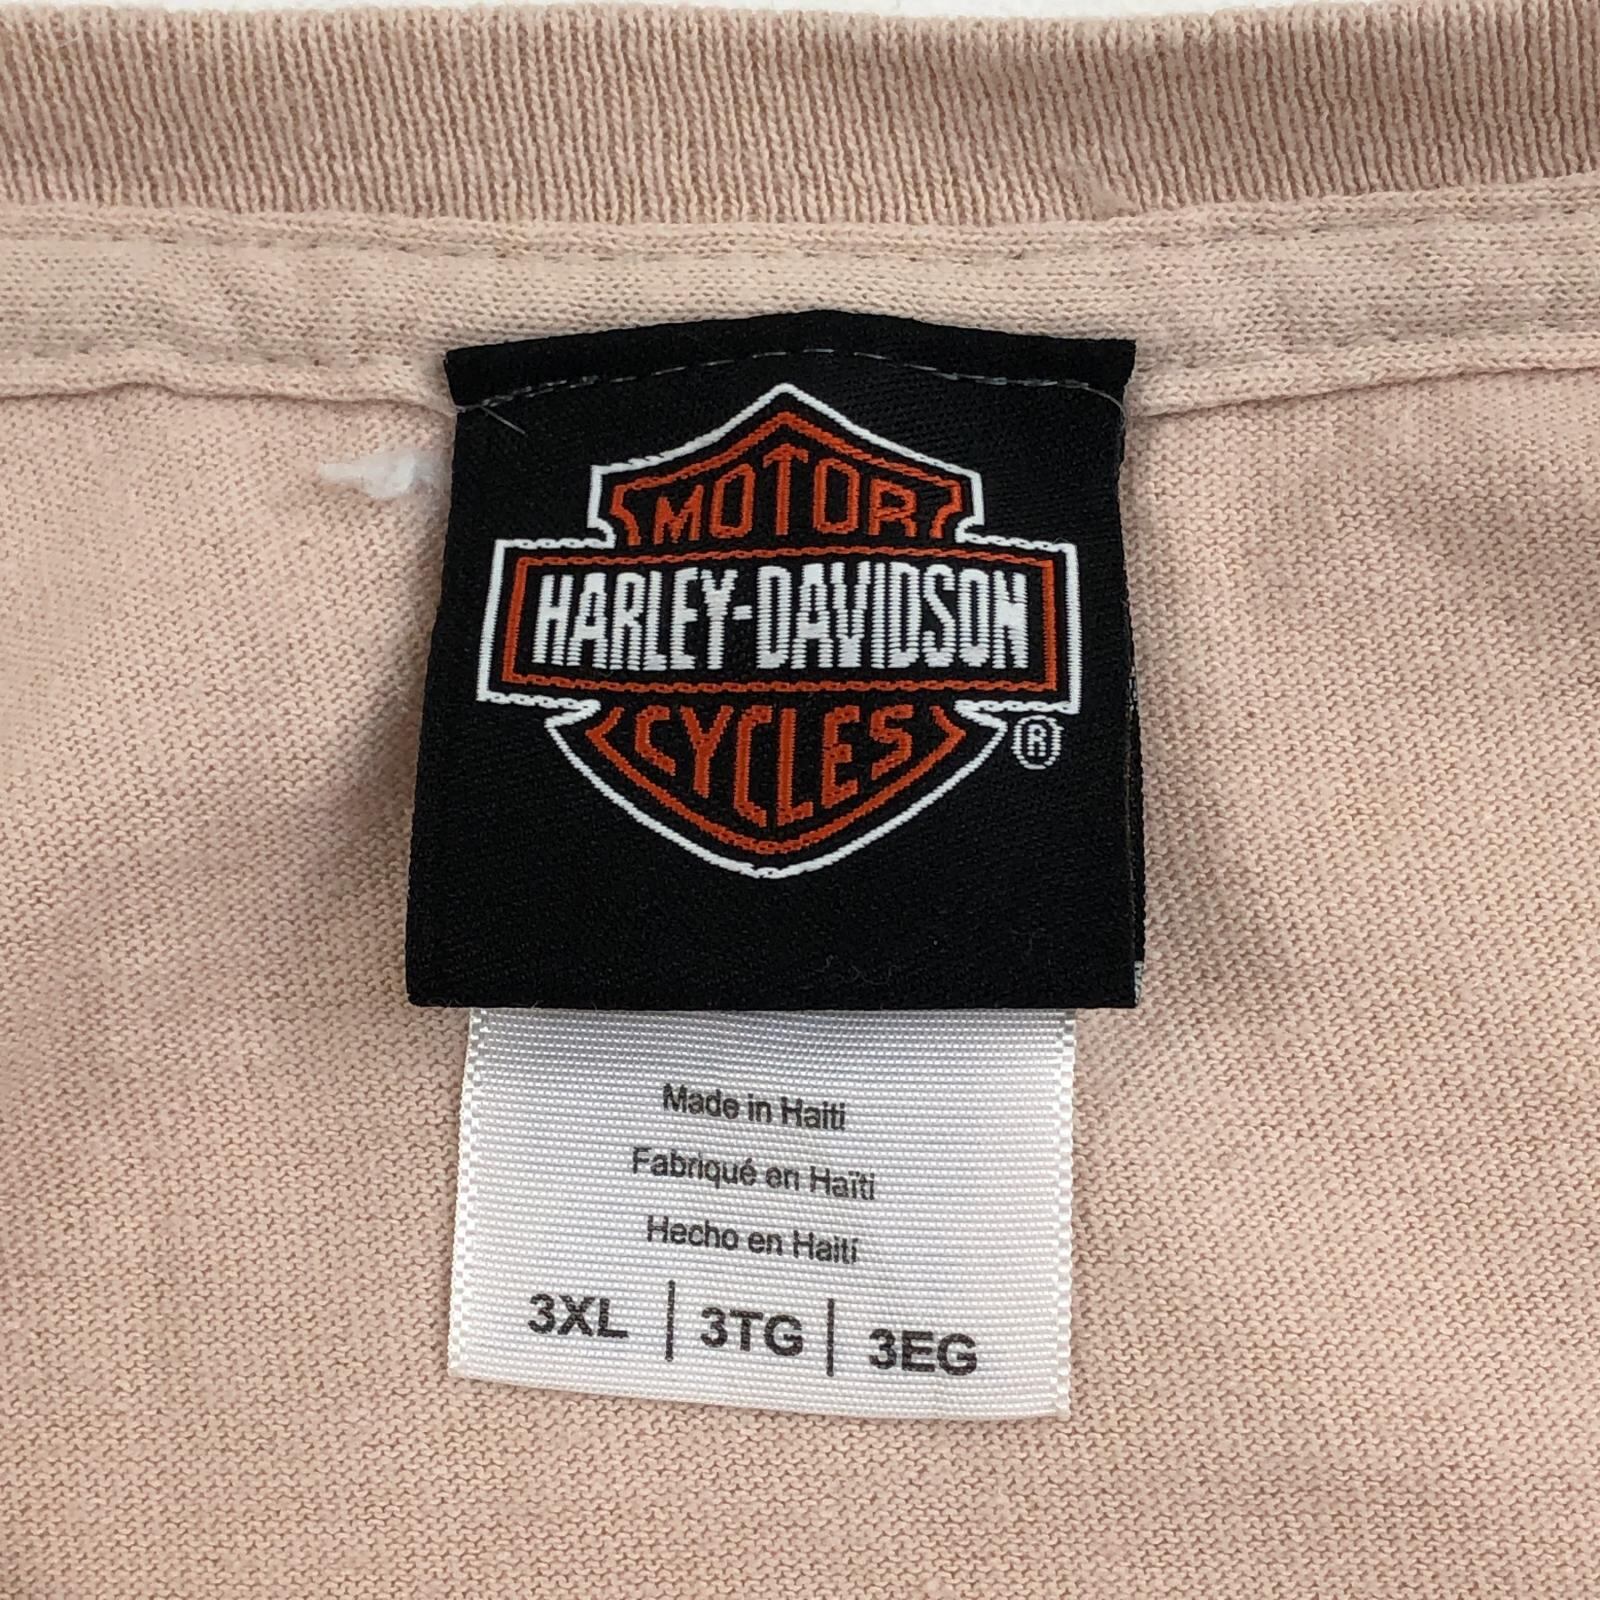 MOTOR
HARLEY-DAVIDSON
CYCLES
®
Made in Haiti
Fabriqué en Haïti
Hecho en Haití
3XL | 3TG | 3EG